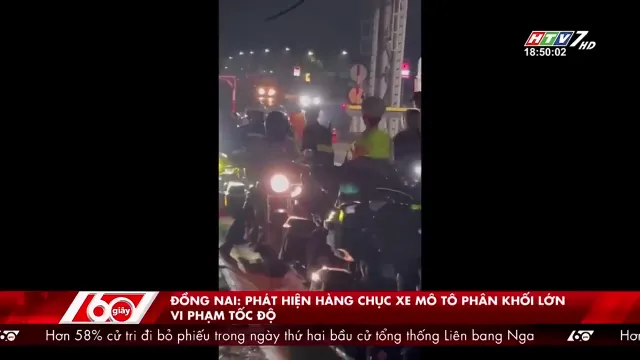 HTV7 HD
18:50:02
60 giây
ĐỒNG NAI: PHÁT HIỆN HÀNG CHỤC XE MÔ TÔ PHÂN KHỐI LỚN
VI PHẠM TỐC ĐỘ
Hơn 58% cử tri đi bỏ phiếu trong ngày thứ hai bầu cử tổng thống Liên bang Nga
60